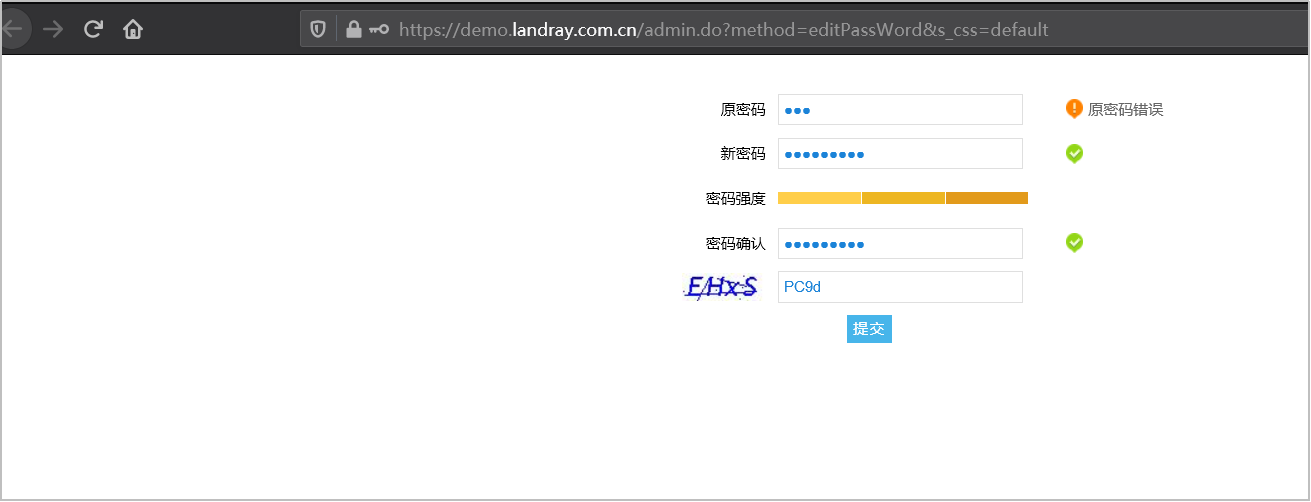 https://demo.landray.com.cn/admin.do?method=editPassWord&s_css=default
原密码 ●●● 原密码错误
新密码 ●●●●●●●●●
密码强度
密码确认 ●●●●●●●●●
EHxS PC9d
提交